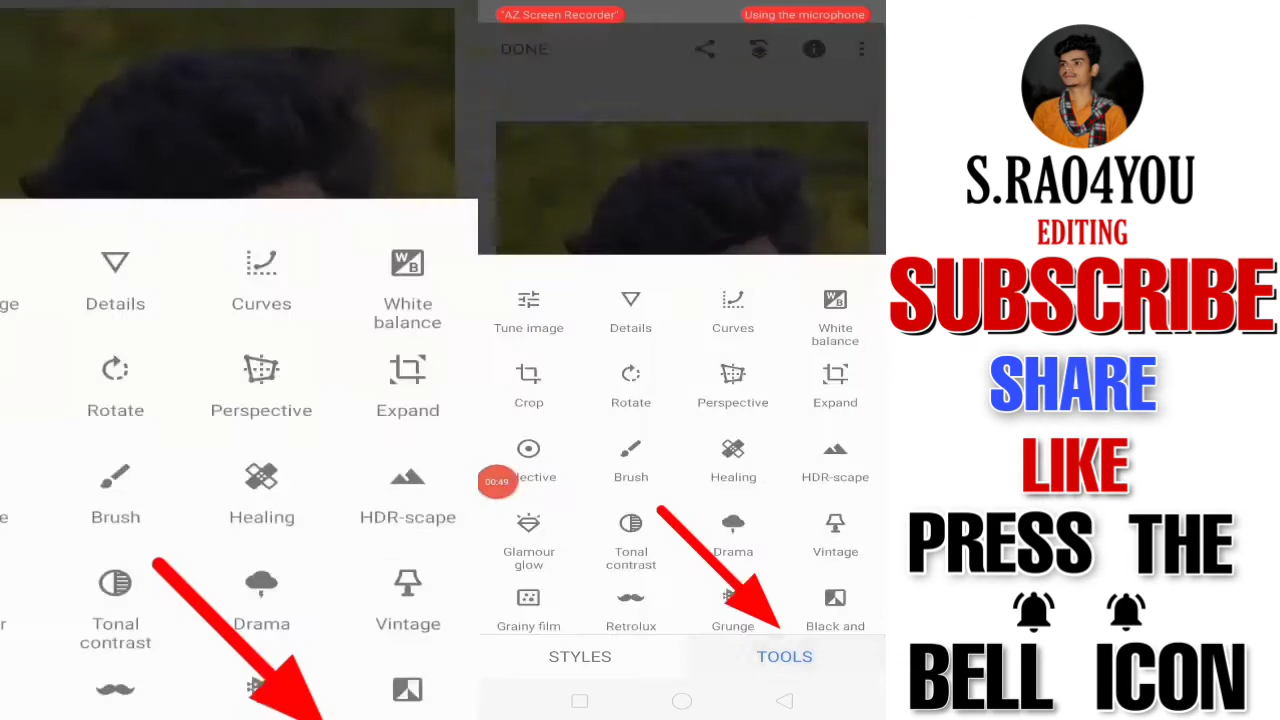 ge
Details
Curves
White
balance
Rotate
Perspective
Expand
e
Brush
Healing
HDR-scape
r
Tonal
contrast
Drama
Vintage
"AZ Screen Recorder"
Using the microphone
DONE
Tune image
Details
Curves
White
balance
Crop
Rotate
Perspective
Expand
00:49
lective
Brush
Healing
HDR-scape
Glamour
glow
Tonal
contrast
Drama
Vintage
Grainy film
Retrolux
Grunge
Black and
STYLES
TOOLS
S.RAO4YOU
EDITING
SUBSCRIBE
SHARE
LIKE
PRESS THE
BELL ICON